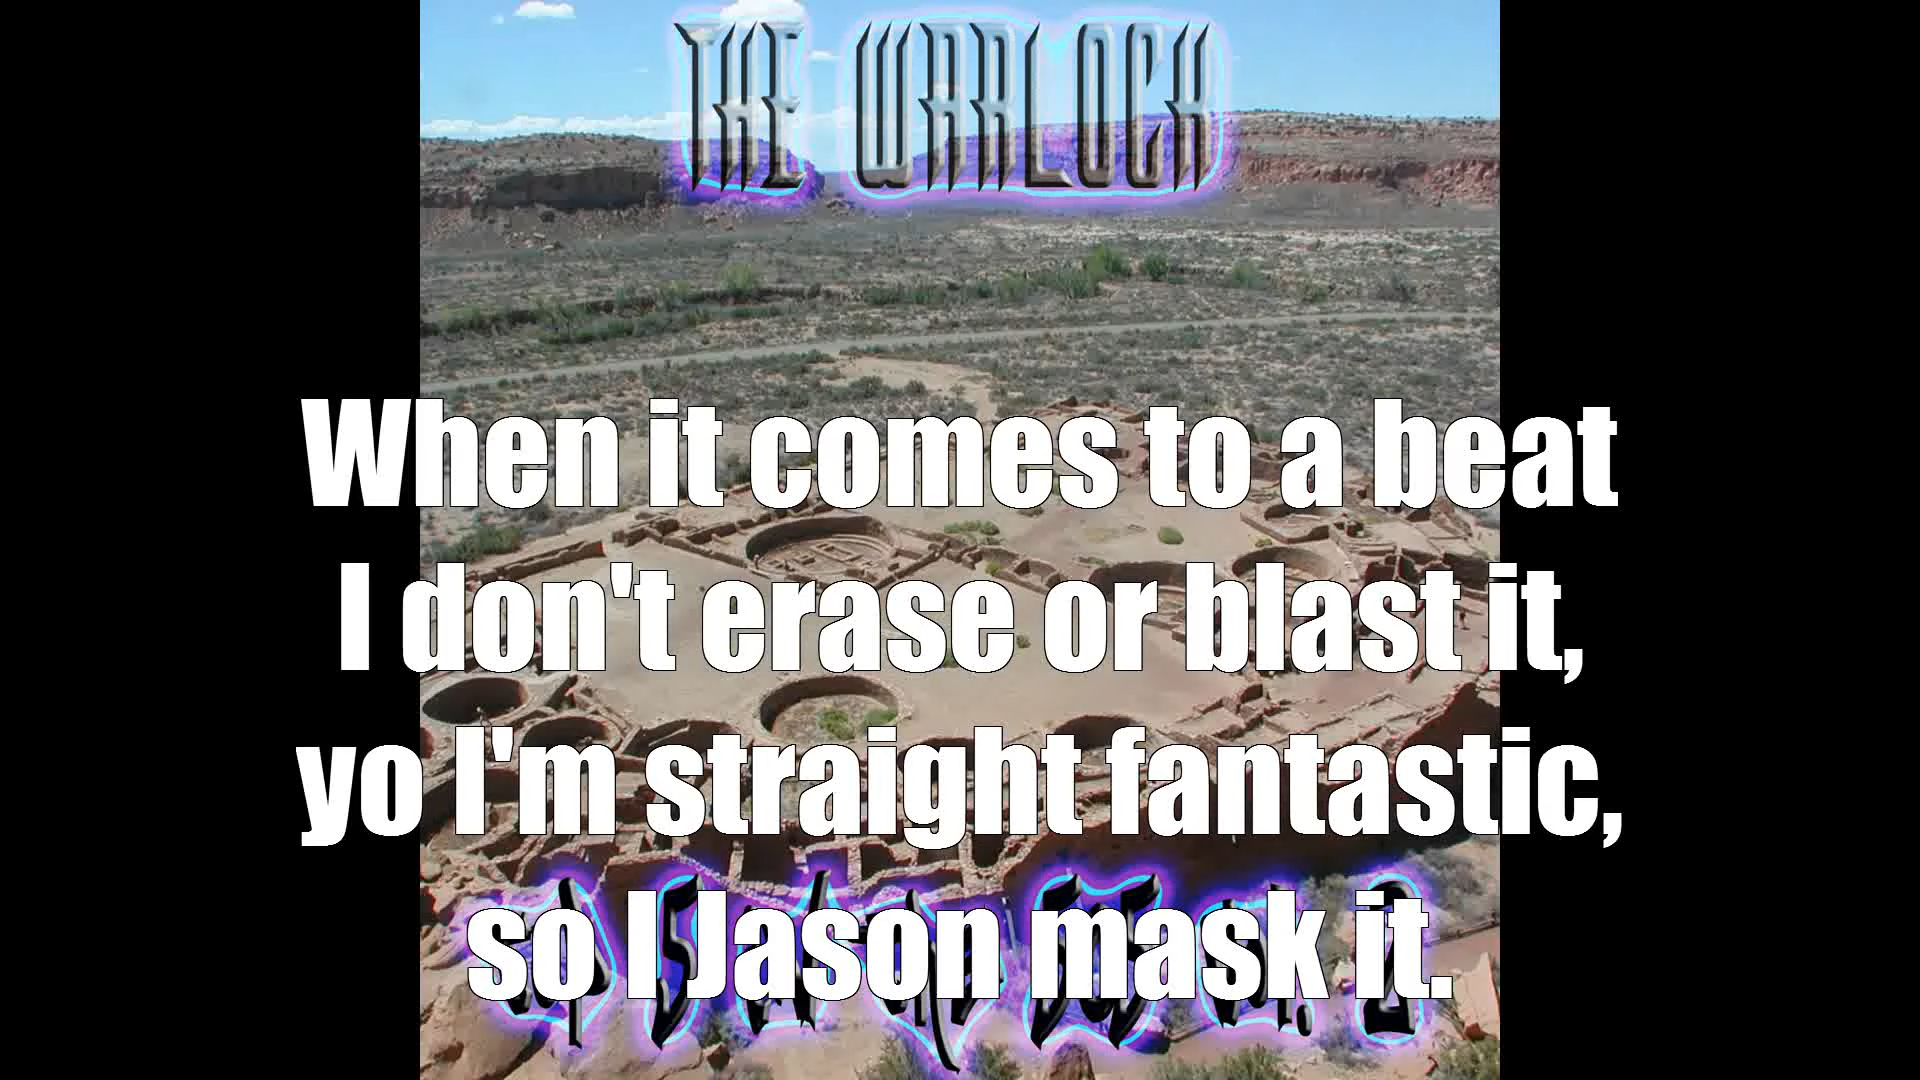 THE WARLOCK
When it comes to a beat
I don't erase or blast it,
yo I'm straight fantastic,
so I Jason mask it.